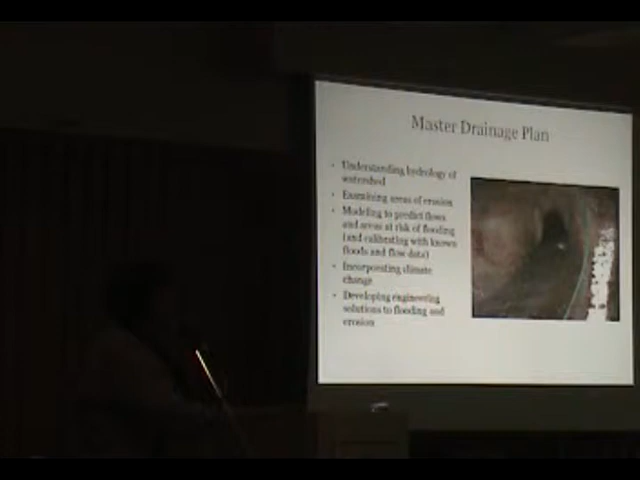 Master Drainage Plan
• Understanding hydrology of
watershed
• Examining areas of erosion
• Modeling to predict flows
and areas at risk of flooding
(and calibrating with known
floods and flow data)
• Incorporating climate
change
• Developing engineering
solutions to flooding and
erosion